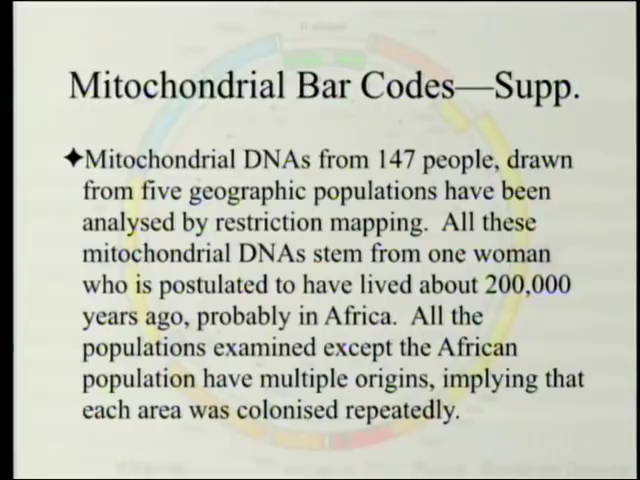 Mitochondrial Bar Codes—Supp.
✦Mitochondrial DNAs from 147 people, drawn
from five geographic populations have been
analysed by restriction mapping. All these
mitochondrial DNAs stem from one woman
who is postulated to have lived about 200,000
years ago, probably in Africa. All the
populations examined except the African
population have multiple origins, implying that
each area was colonised repeatedly.